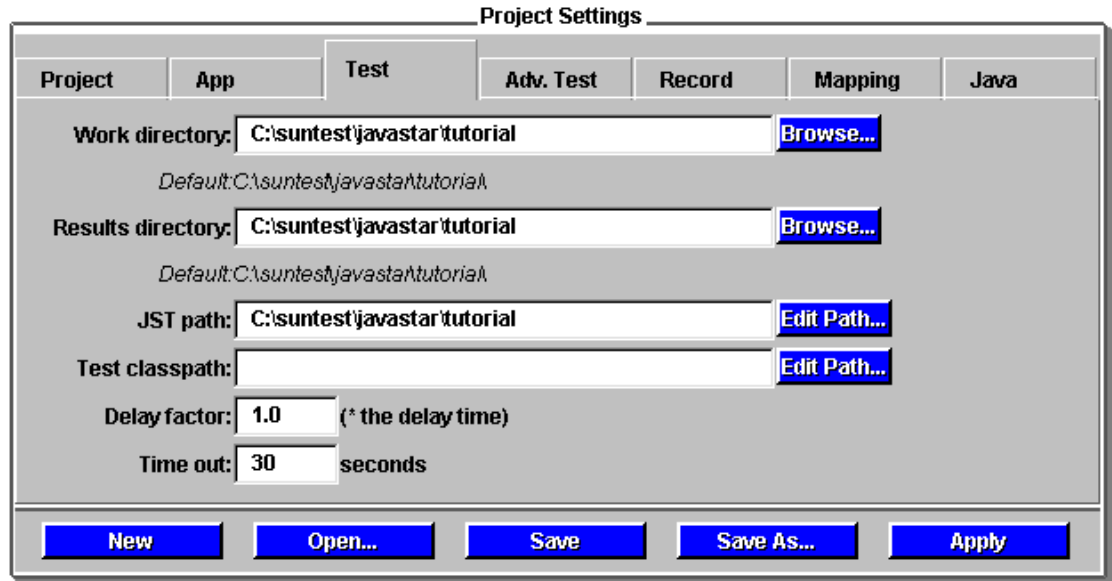 Project Settings
Project App Test Adv. Test Record Mapping Java
Work directory: C:\suntest\javastar\tutorial Browse...
Default:C:\suntest\javastar\tutorial\
Results directory: C:\suntest\javastar\tutorial Browse...
Default:C:\suntest\javastar\tutorial\
JST path: C:\suntest\javastar\tutorial Edit Path...
Test classpath: Edit Path...
Delay factor: 1.0 (* the delay time)
Time out: 30 seconds
New Open... Save Save As... Apply